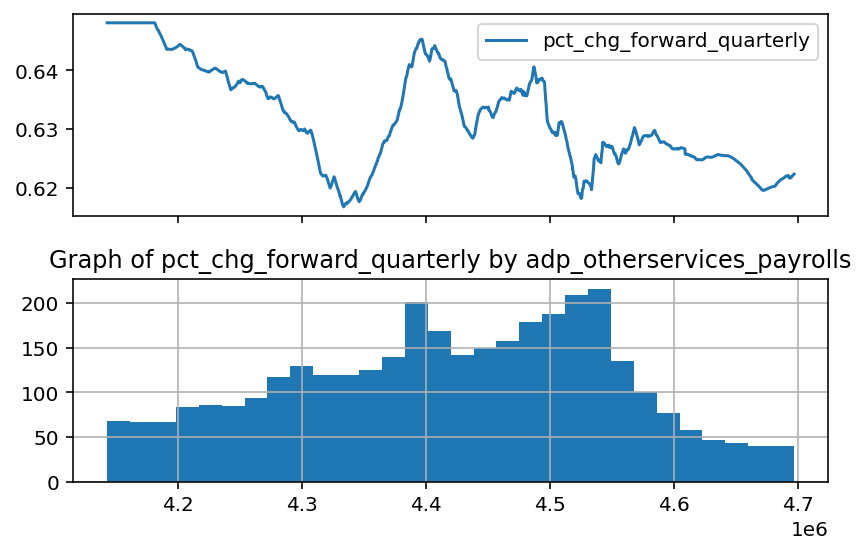 pct_chg_forward_quarterly
0.64
0.63
0.62
Graph of pct_chg_forward_quarterly by adp_otherservices_payrolls
200
150
100
50
0
4.2 4.3 4.4 4.5 4.6 4.7
1e6